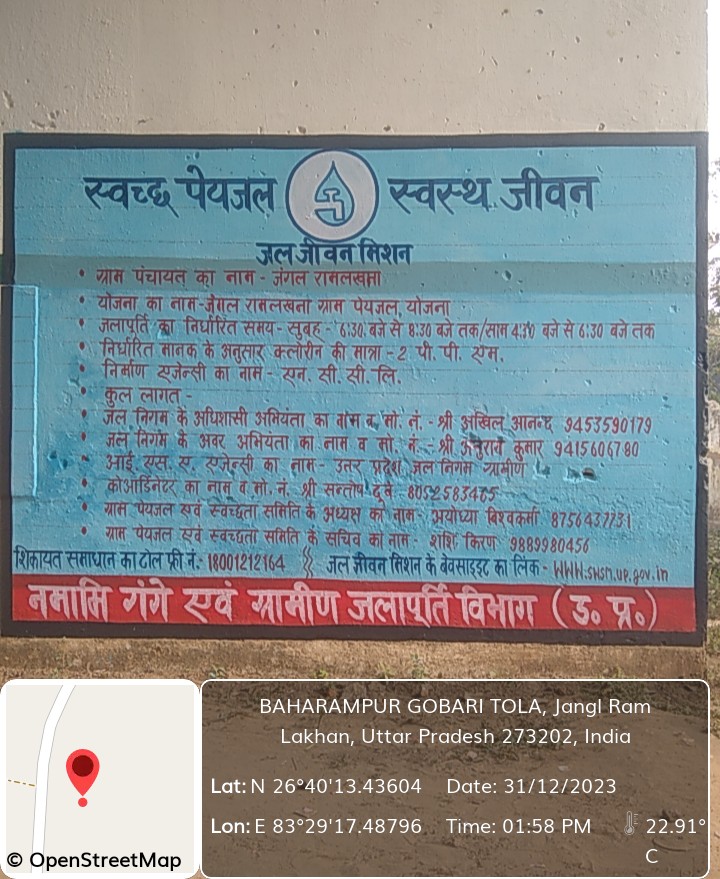 स्वच्छ पेयजल स्वस्थ जीवन
जल जीवन मिशन
• ग्राम पंचायत का नाम - जंगल रामलखना
• योजना का नाम - जंगल रामलखना ग्राम पेयजल योजना
• जलापूर्ति का निर्धारित समय - सुबह - 6:30 बजे से 8:30 बजे तक/साम 4:30 बजे से 6:30 बजे तक
• निर्धारित मानक के अनुसार क्लोरीन की मात्रा - 2 पी. पी. एम.
• निर्माण एजेन्सी का नाम - एन. सी. सी. लि.
• कुल लागत -
• जल निगम के अधिशासी अभियंता का नाम व मो. नं. - श्री अखिल आनन्द 9453590179
• जल निगम के अवर अभियंता का नाम व मो नं. - श्री कुमार 9415606780
• आई. एस. ए. एजेन्सी का नाम - उत्तर प्रदेश जल निगम ग्रामीण
• कोआर्डिनेटर का नाम व मो. नं. श्री सन्तोष दुबे - 8052583465
• ग्राम पेयजल एवं स्वच्छता समिति के अध्यक्ष का नाम - अयोध्या विश्वकर्मा 8756437731
• ग्राम पेयजल एवं स्वच्छता समिति के सचिव का नाम - शशि किरण 9889980456
शिकायत समाधान का टोल फ्री नं. 18001212164 जल जीवन मिशन के बेवसाइइट का लिंक - WWW.swsn.up.gov.in
नमामि गंगे एवं ग्रामीण जलापूर्ति विभाग (उ. प्र.)
BAHARAMPUR GOBARI TOLA, Jangl Ram
Lakhan, Uttar Pradesh 273202, India
Lat: N 26°40'13.43604 Date: 31/12/2023
Lon: E 83°29'17.48796 Time: 01:58 PM 22.91° C
© OpenStreetMap